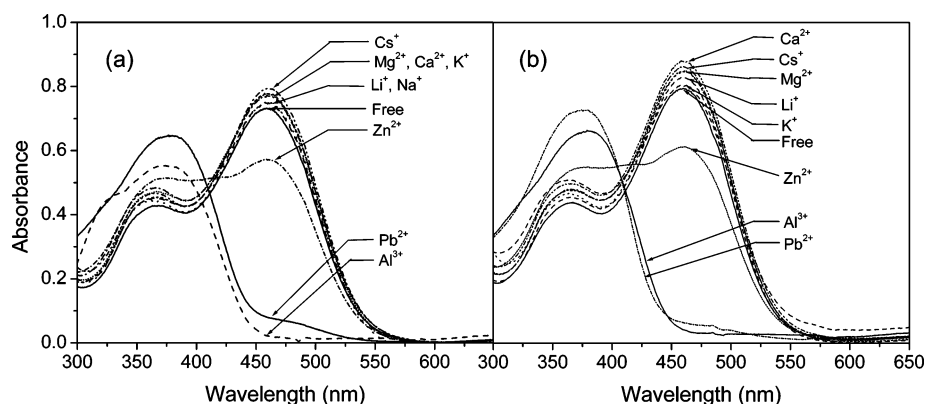 (a)
Cs⁺
Mg²⁺, Ca²⁺, K⁺
Li⁺, Na⁺
Free
Zn²⁺
Pb²⁺
Al³⁺
Absorbance
1.0
0.8
0.6
0.4
0.2
0.0
300 350 400 450 500 550 600
Wavelength (nm)
(b)
Ca²⁺
Cs⁺
Mg²⁺
Li⁺
K⁺
Free
Zn²⁺
Al³⁺
Pb²⁺
300 350 400 450 500 550 600 650
Wavelength (nm)